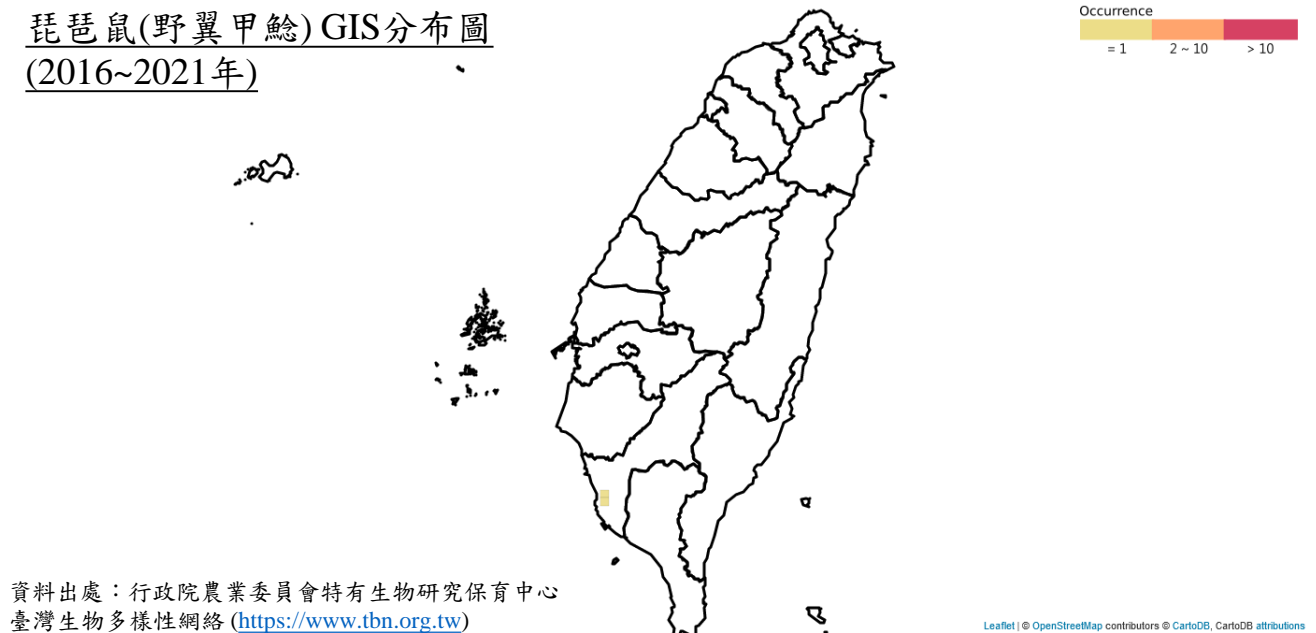 琵琶鼠(野翼甲鯰) GIS分布圖
(2016~2021年)
Occurrence
= 1
2 ~ 10
> 10
資料出處：行政院農業委員會特有生物研究保育中心
臺灣生物多樣性網絡 (https://www.tbn.org.tw)
Leaflet | © OpenStreetMap contributors © CartoDB, CartoDB attributions